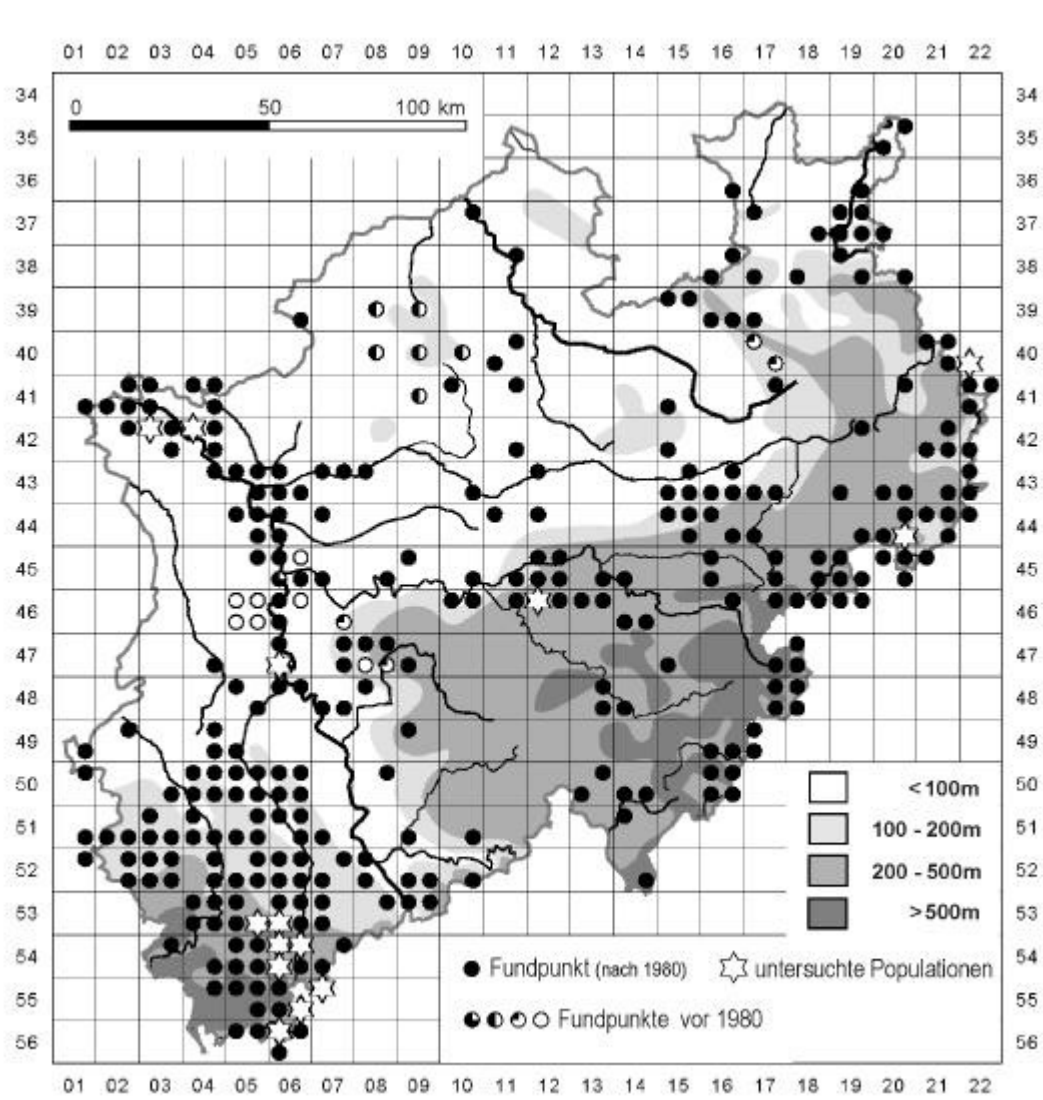 01 02 03 04 05 06 07 08 09 10 11 12 13 14 15 16 17 18 19 20 21 22
0 50 100 km
34 34
35 35
36 36
37 37
38 38
39 39
40 40
41 41
42 42
43 43
44 44
45 45
46 46
47 47
48 48
49 49
50 <100m 50
51 100 - 200m 51
52 200 - 500m 52
53 >500m 53
54 Fundpunkt (nach 1980) untersuchte Populationen 54
55 Fundpunkte vor 1980 55
56 56
01 02 03 04 05 06 07 08 09 10 11 12 13 14 15 16 17 18 19 20 21 22